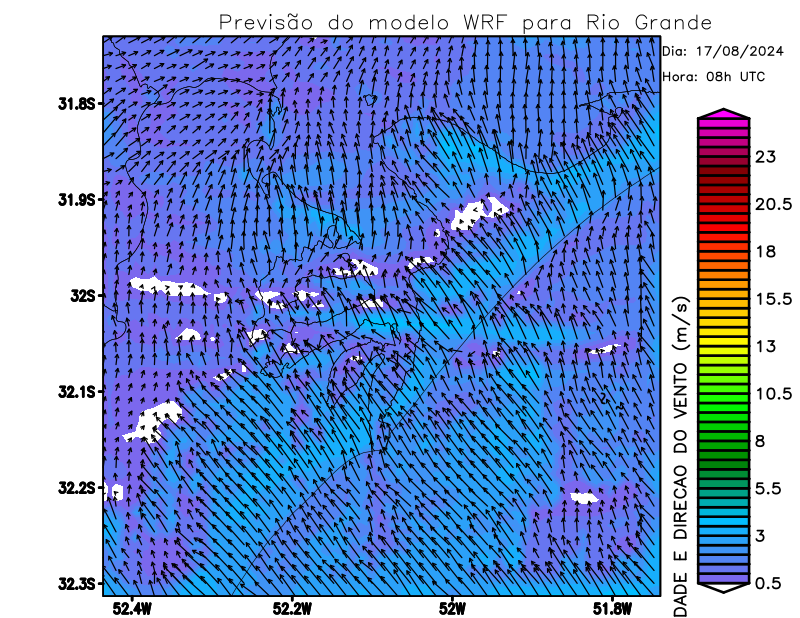 Previsão do modelo WRF para Rio Grande
Dia: 17/08/2024
Hora: 08h UTC
31.8S
31.9S
32S
32.1S
32.2S
32.3S
52.4W
52.2W
52W
51.8W
23
20.5
18
15.5
13
10.5
8
5.5
3
0.5
DADE E DIRECAO DO VENTO (m/s)